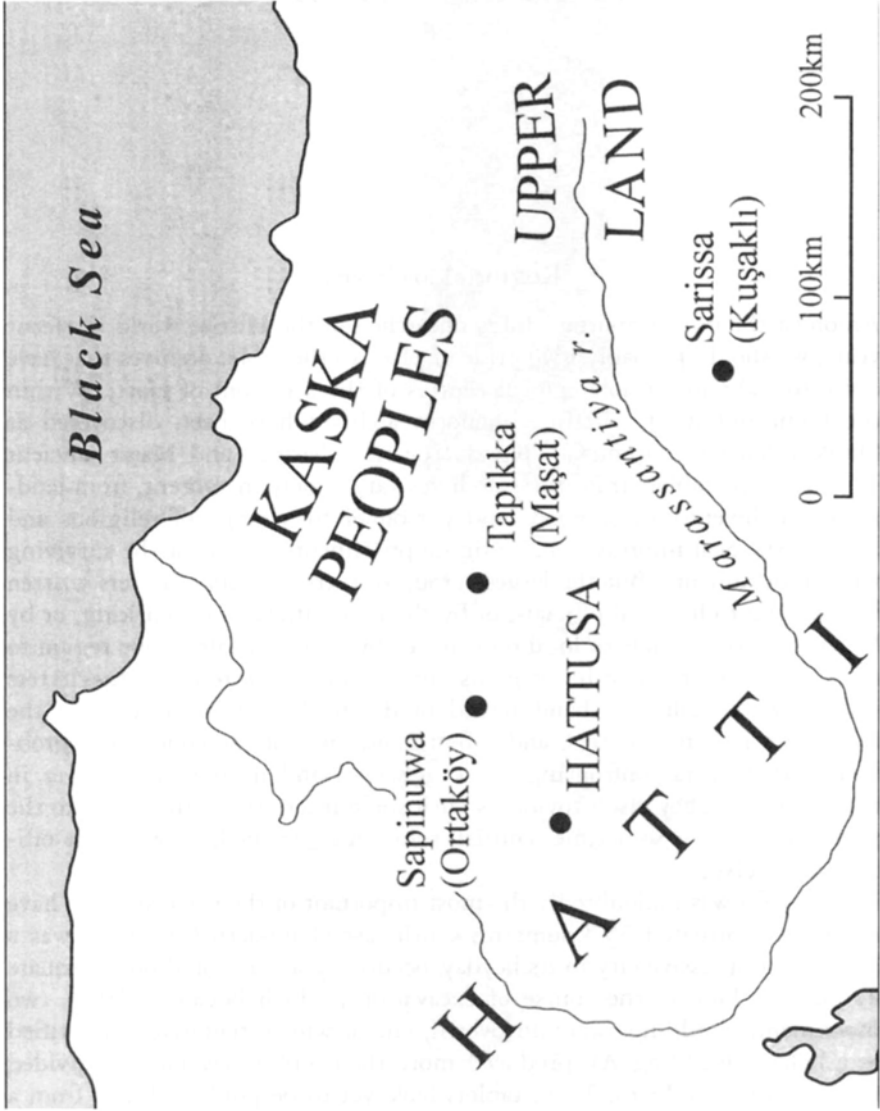 Black Sea
KASKA
PEOPLES
UPPER
LAND
Sapinuwa
(Ortaköy)
Tapikka
(Maşat)
HATTUSA
Marassantiya r.
Sarissa
(Kuşaklı)
HATTI
0 100km 200km